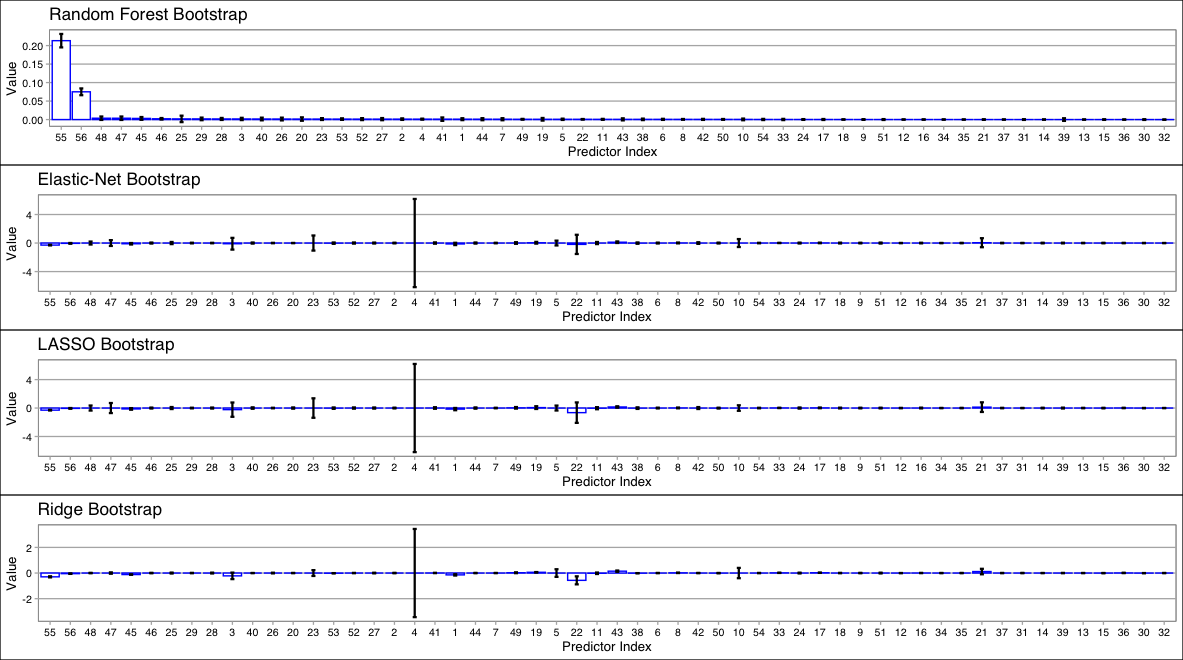 Random Forest Bootstrap
Value
0.20
0.15
0.10
0.05
0.00
55 56 48 47 45 46 25 29 28 3 40 26 20 23 53 52 27 2 4 41 1 44 7 49 19 5 22 11 43 38 6 8 42 50 10 54 33 24 17 18 9 51 12 16 34 35 21 37 31 14 39 13 15 36 30 32
Predictor Index
Elastic-Net Bootstrap
Value
4
0
-4
55 56 48 47 45 46 25 29 28 3 40 26 20 23 53 52 27 2 4 41 1 44 7 49 19 5 22 11 43 38 6 8 42 50 10 54 33 24 17 18 9 51 12 16 34 35 21 37 31 14 39 13 15 36 30 32
Predictor Index
LASSO Bootstrap
Value
4
0
-4
55 56 48 47 45 46 25 29 28 3 40 26 20 23 53 52 27 2 4 41 1 44 7 49 19 5 22 11 43 38 6 8 42 50 10 54 33 24 17 18 9 51 12 16 34 35 21 37 31 14 39 13 15 36 30 32
Predictor Index
Ridge Bootstrap
Value
2
0
-2
55 56 48 47 45 46 25 29 28 3 40 26 20 23 53 52 27 2 4 41 1 44 7 49 19 5 22 11 43 38 6 8 42 50 10 54 33 24 17 18 9 51 12 16 34 35 21 37 31 14 39 13 15 36 30 32
Predictor Index